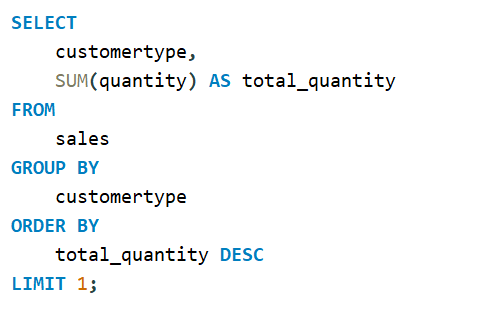 SELECT
    customertype,
    SUM(quantity) AS total_quantity
FROM
    sales
GROUP BY
    customertype
ORDER BY
    total_quantity DESC
LIMIT 1;